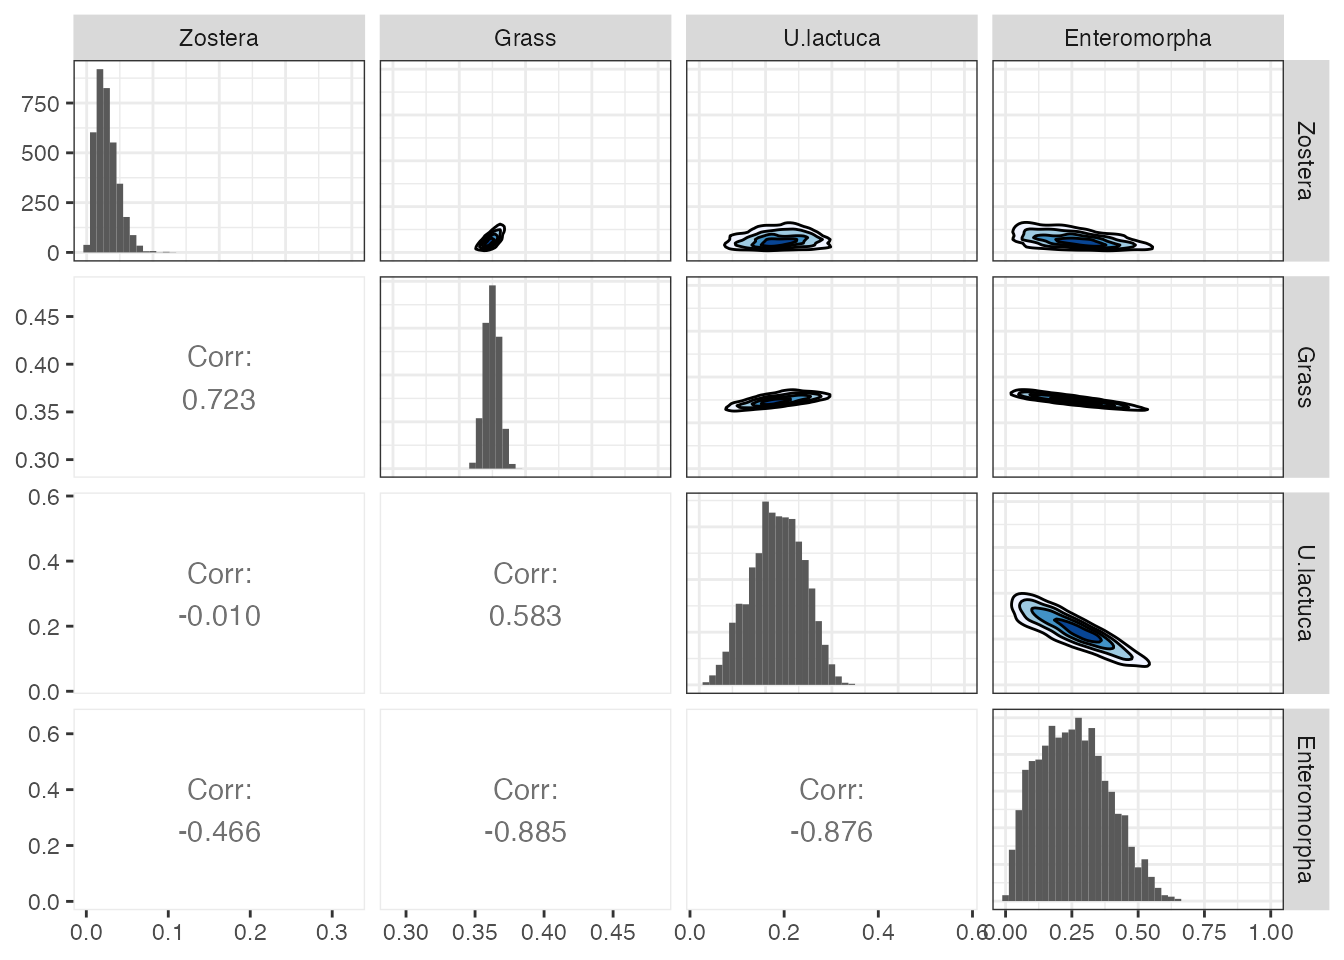 Zostera Grass U.lactuca Enteromorpha
750
500
250
0
Zostera
0.45
0.40
0.35
0.30
Corr:
0.723
Grass
0.6
0.4
0.2
0.0
Corr:
-0.010
Corr:
0.583
U.lactuca
0.6
0.4
0.2
0.0
Corr:
-0.466
Corr:
-0.885
Corr:
-0.876
Enteromorpha
0.0 0.1 0.2 0.3 0.30 0.35 0.40 0.45 0.0 0.2 0.4 0.6 0.00 0.25 0.50 0.75 1.00